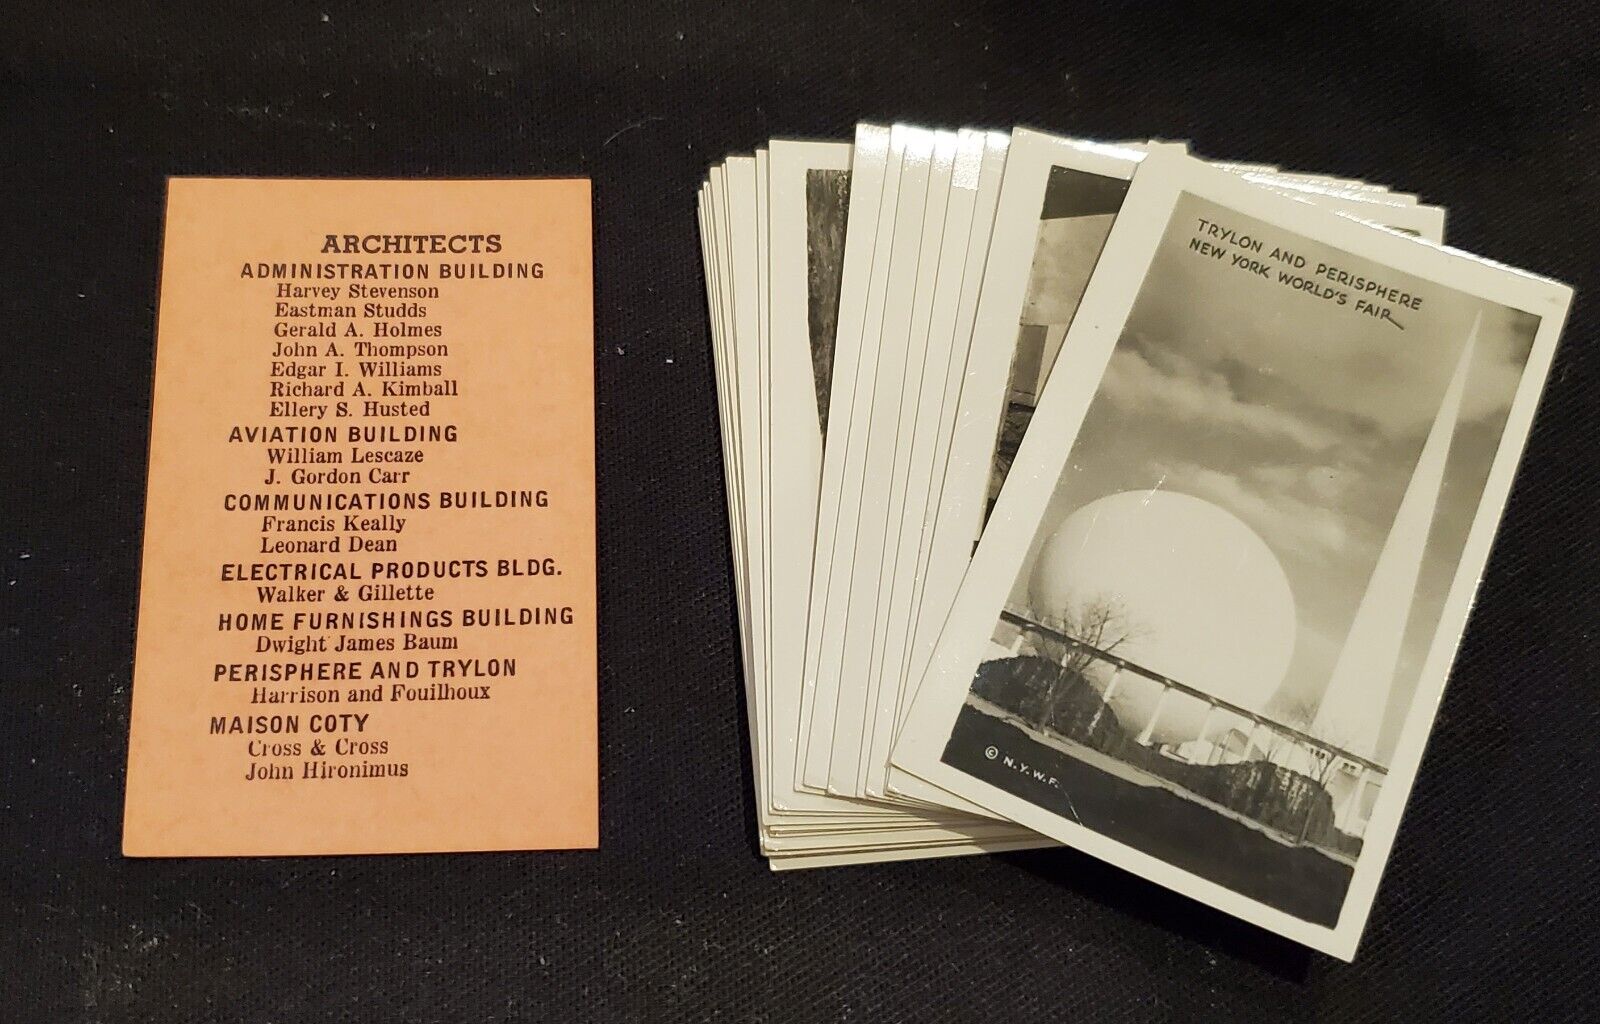 ARCHITECTS
ADMINISTRATION BUILDING
Harvey Stevenson
Eastman Studds
Gerald A. Holmes
John A. Thompson
Edgar I. Williams
Richard A. Kimball
Ellery S. Husted
AVIATION BUILDING
William Lescaze
J. Gordon Carr
COMMUNICATIONS BUILDING
Francis Keally
Leonard Dean
ELECTRICAL PRODUCTS BLDG.
Walker & Gillette
HOME FURNISHINGS BUILDING
Dwight James Baum
PERISPHERE AND TRYLON
Harrison and Fouilhoux
MAISON COTY
Cross & Cross
John Hironimus
TRYLON AND PERISPHERE
NEW YORK WORLD'S FAIR
© N.Y.W.F.